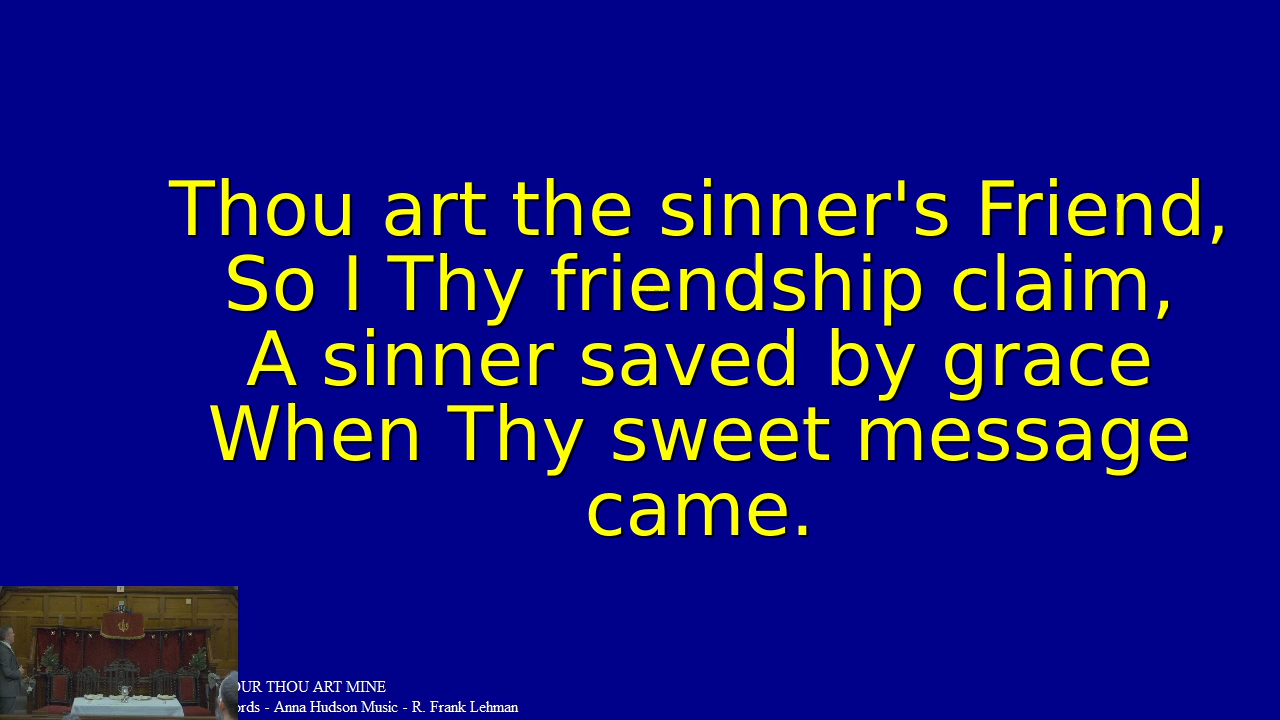 Thou art the sinner's Friend,
So I Thy friendship claim,
A sinner saved by grace
When Thy sweet message
came.
OUR THOU ART MINE
ords - Anna Hudson Music - R. Frank Lehman